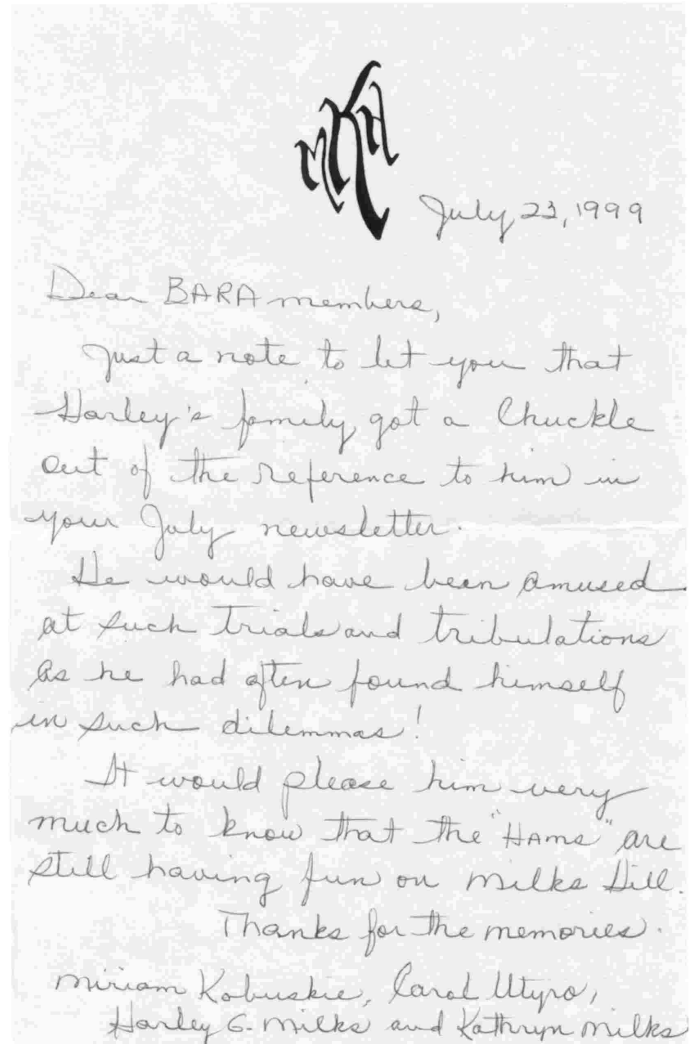 MKA
July 23, 1999
Dear BARA members,
Just a note to let you that
Harley's family got a Chuckle
out of the reference to him in
your July newsletter.
He would have been amused
at such trials and tribulations
as he had often found himself
in such dilemmas!
It would please him very
much to know that the "HAMs" are
still having fun on Milks Hill.
Thanks for the memories.
Miriam Kobuskie, Carol Utyro,
Harley G. Milks and Kathryn Milks